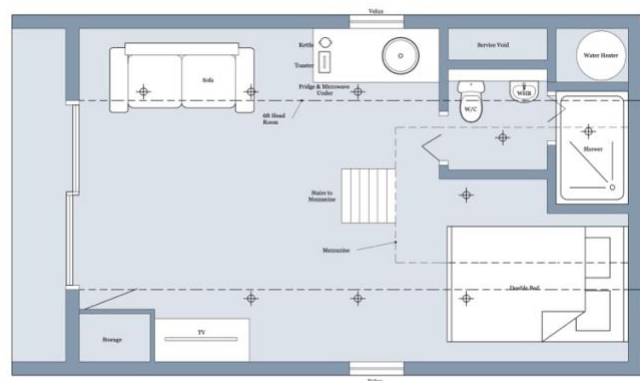 Velux
Kettle
Toaster
Fridge & Microwave
Under
Service Void
Water Heater
Sofa
6ft Head
Room
W/C
WHB
Shower
Stairs to
Mezzanine
Mezzanine
Double Bed
Storage
TV
Velux